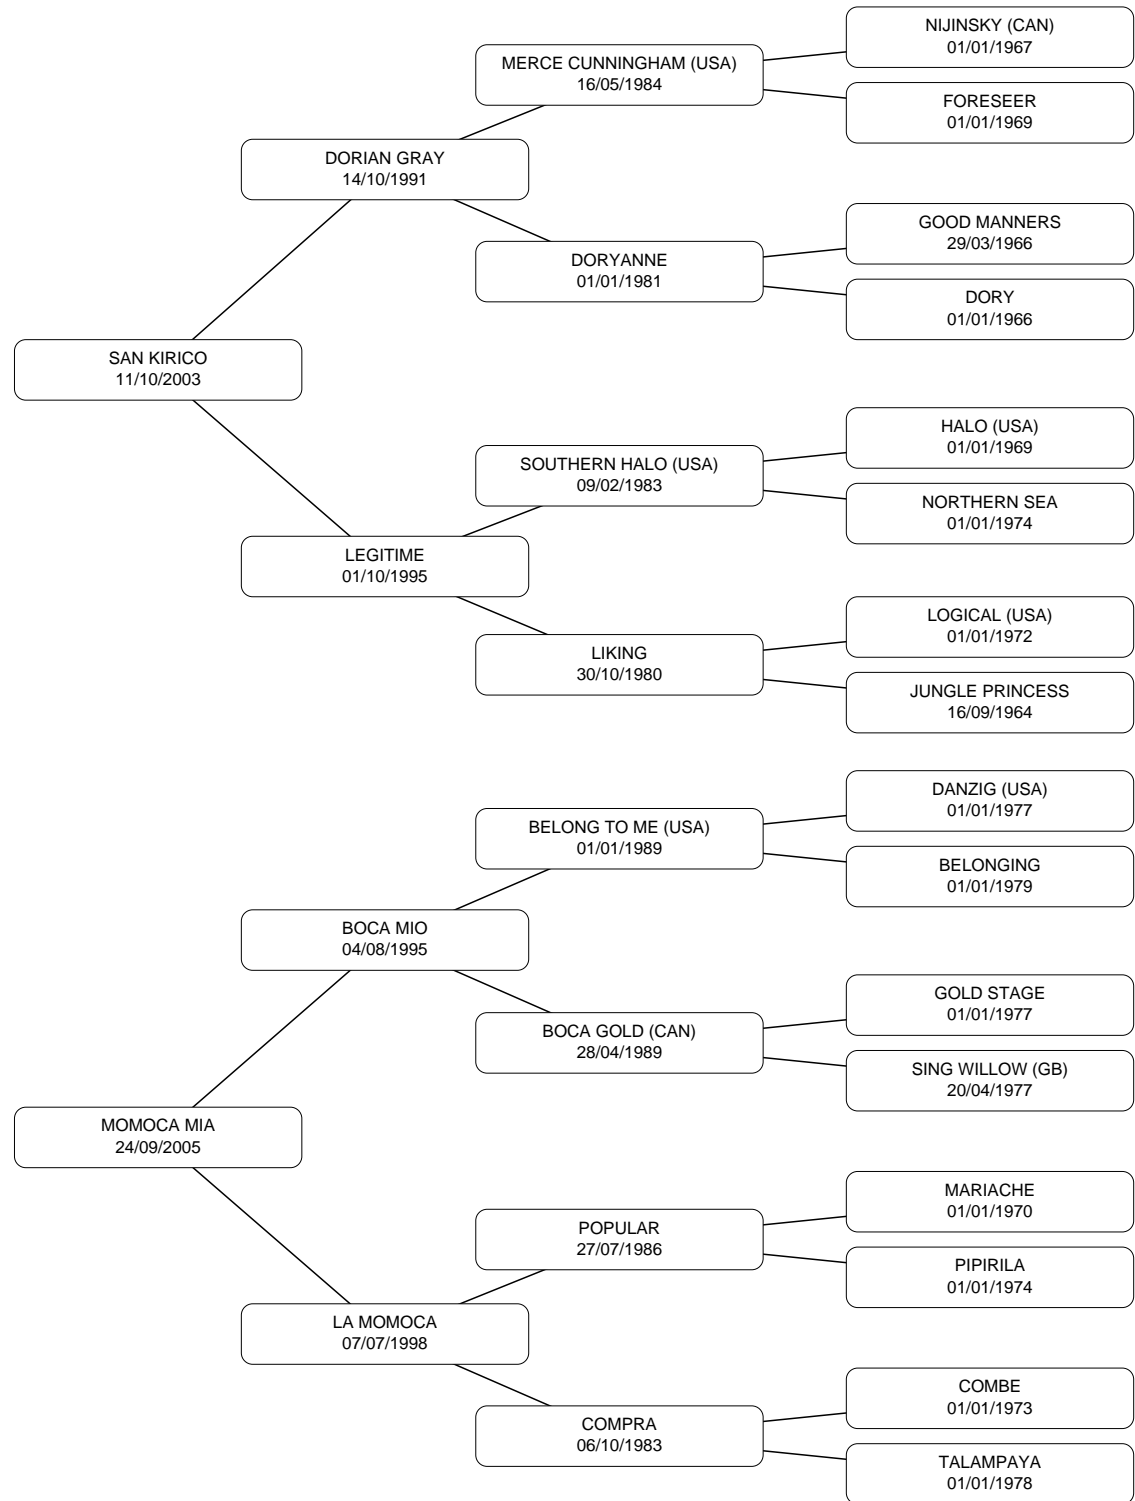 NIJINSKY (CAN)
01/01/1967
MERCE CUNNINGHAM (USA)
16/05/1984
FORESEER
01/01/1969
DORIAN GRAY
14/10/1991
GOOD MANNERS
29/03/1966
DORYANNE
01/01/1981
DORY
01/01/1966
SAN KIRICO
11/10/2003
HALO (USA)
01/01/1969
SOUTHERN HALO (USA)
09/02/1983
NORTHERN SEA
01/01/1974
LEGITIME
01/10/1995
LOGICAL (USA)
01/01/1972
LIKING
30/10/1980
JUNGLE PRINCESS
16/09/1964
DANZIG (USA)
01/01/1977
BELONG TO ME (USA)
01/01/1989
BELONGING
01/01/1979
BOCA MIO
04/08/1995
GOLD STAGE
01/01/1977
BOCA GOLD (CAN)
28/04/1989
SING WILLOW (GB)
20/04/1977
MOMOCA MIA
24/09/2005
MARIACHE
01/01/1970
POPULAR
27/07/1986
PIPIRILA
01/01/1974
LA MOMOCA
07/07/1998
COMBE
01/01/1973
COMPRA
06/10/1983
TALAMPAYA
01/01/1978